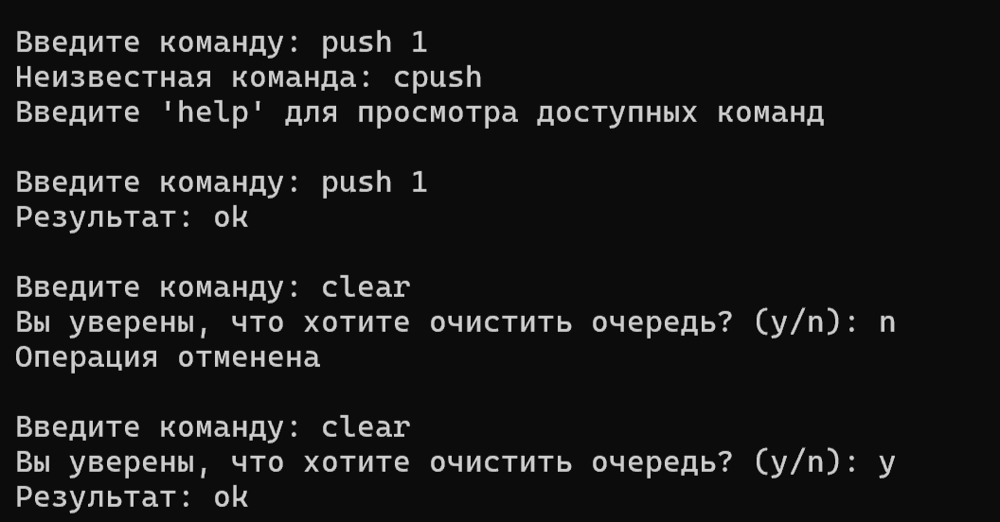 Введите команду: push 1
Неизвестная команда: cpush
Введите 'help' для просмотра доступных команд
Введите команду: push 1
Результат: ok
Введите команду: clear
Вы уверены, что хотите очистить очередь? (y/n): n
Операция отменена
Введите команду: clear
Вы уверены, что хотите очистить очередь? (y/n): y
Результат: ok